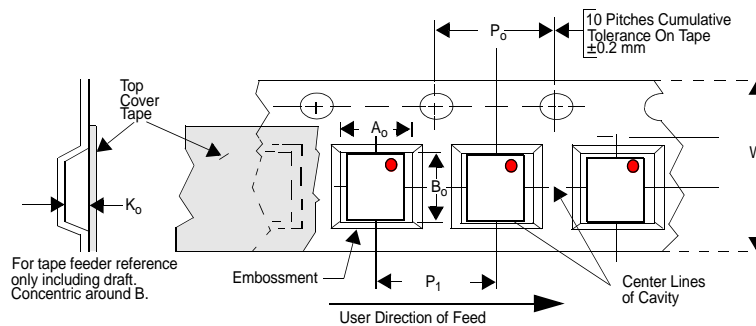 10 Pitches Cumulative
Tolerance On Tape
±0.2 mm
Po
Top
Cover
Tape
Ao
W
Bo
Ko
For tape feeder reference
only including draft.
Concentric around B.
Embossment
P1
Center Lines
of Cavity
User Direction of Feed